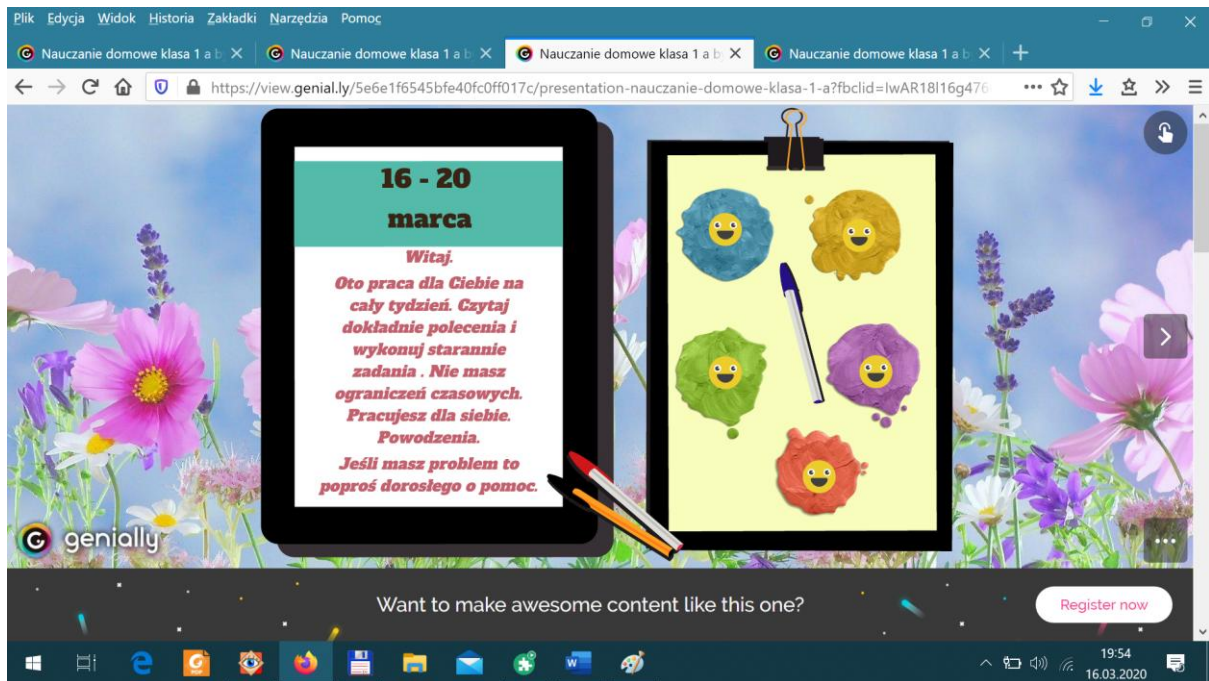 Plik Edycja Widok Historia Zakładki Narzędzia Pomoc
Nauczanie domowe klasa 1 a b
Nauczanie domowe klasa 1 a b
Nauczanie domowe klasa 1 a b
Nauczanie domowe klasa 1 a b
https://view.genial.ly/5e6e1f6545bfe40fc0ff017c/presentation-nauczanie-domowe-klasa-1-a?fbclid=IwAR18l16g476
16 - 20
marca
Witaj.
Oto praca dla Ciebie na
cały tydzień. Czytaj
dokładnie polecenia i
wykonuj starannie
zadania . Nie masz
ograniczeń czasowych.
Pracujesz dla siebie.
Powodzenia.
Jeśli masz problem to
poproś dorosłego o pomoc.
genially
Want to make awesome content like this one?
Register now
19:54
16.03.2020